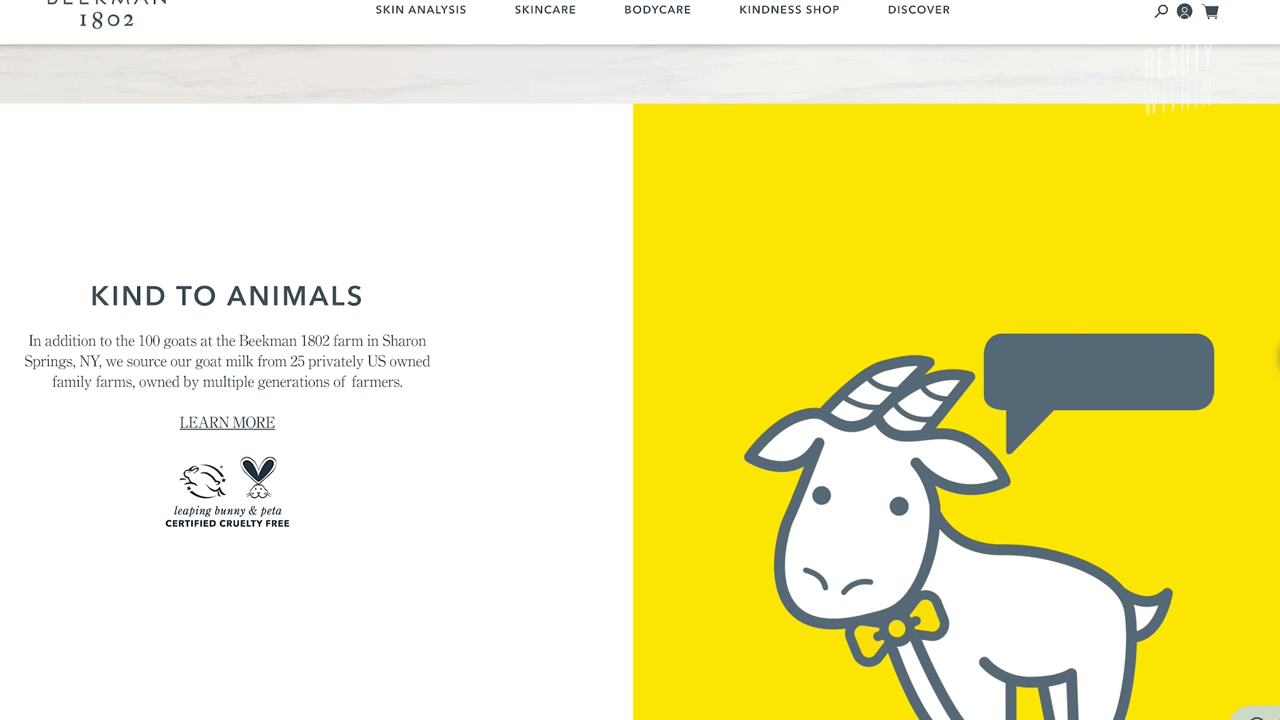 BEEKMAN
1802
SKIN ANALYSIS
SKINCARE
BODYCARE
KINDNESS SHOP
DISCOVER
BEAUTY
WITHIN
KIND TO ANIMALS
In addition to the 100 goats at the Beekman 1802 farm in Sharon
Springs, NY, we source our goat milk from 25 privately US owned
family farms, owned by multiple generations of farmers.
LEARN MORE
leaping bunny & peta
CERTIFIED CRUELTY FREE